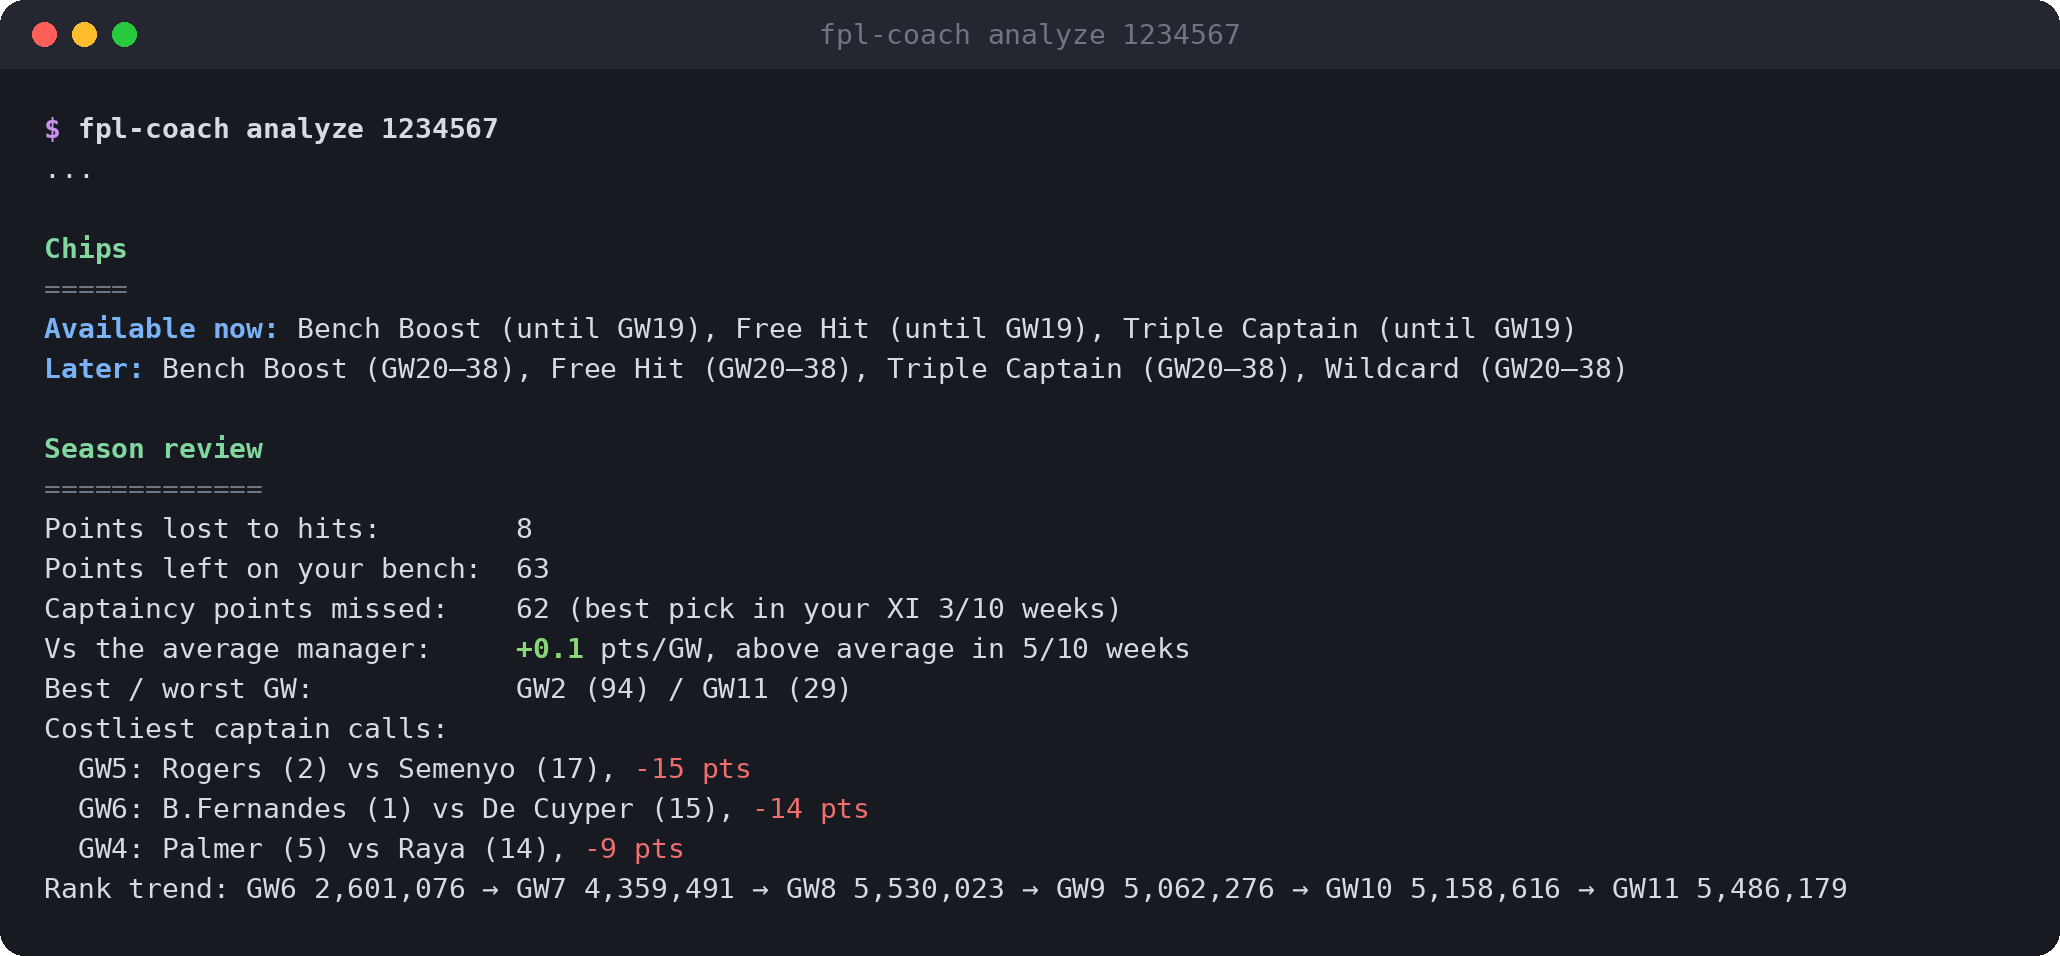 fpl-coach analyze 1234567
$ fpl-coach analyze 1234567
...
Chips
=====
Available now: Bench Boost (until GW19), Free Hit (until GW19), Triple Captain (until GW19)
Later: Bench Boost (GW20–38), Free Hit (GW20–38), Triple Captain (GW20–38), Wildcard (GW20–38)
Season review
=============
Points lost to hits:        8
Points left on your bench:  63
Captaincy points missed:    62 (best pick in your XI 3/10 weeks)
Vs the average manager:     +0.1 pts/GW, above average in 5/10 weeks
Best / worst GW:            GW2 (94) / GW11 (29)
Costliest captain calls:
  GW5: Rogers (2) vs Semenyo (17), -15 pts
  GW6: B.Fernandes (1) vs De Cuyper (15), -14 pts
  GW4: Palmer (5) vs Raya (14), -9 pts
Rank trend: GW6 2,601,076 → GW7 4,359,491 → GW8 5,530,023 → GW9 5,062,276 → GW10 5,158,616 → GW11 5,486,179